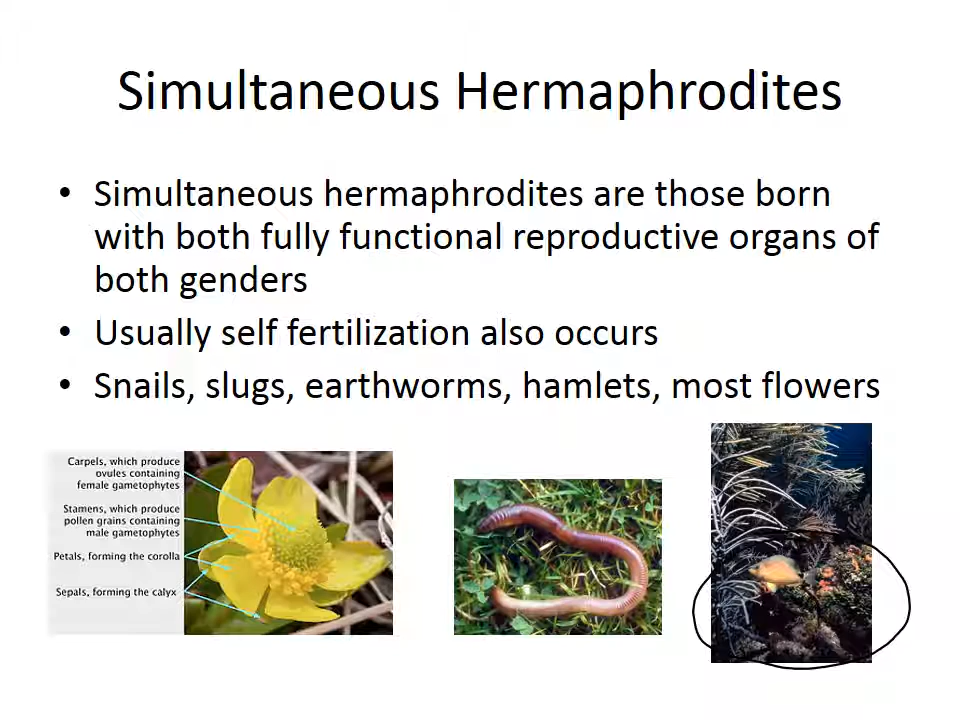 Simultaneous Hermaphrodites
• Simultaneous hermaphrodites are those born
with both fully functional reproductive organs of
both genders
• Usually self fertilization also occurs
• Snails, slugs, earthworms, hamlets, most flowers
Carpels, which produce
ovules containing
female gametophytes
Stamens, which produce
pollen grains containing
male gametophytes
Petals, forming the corolla
Sepals, forming the calyx